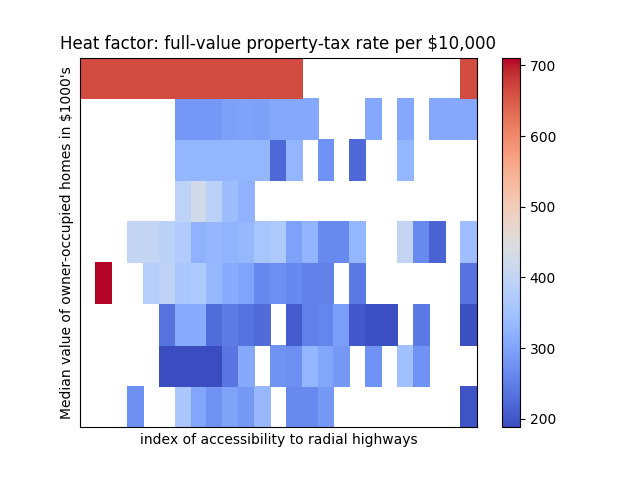 Heat factor: full-value property-tax rate per $10,000
Median value of owner-occupied homes in $1000's
index of accessibility to radial highways
700
600
500
400
300
200